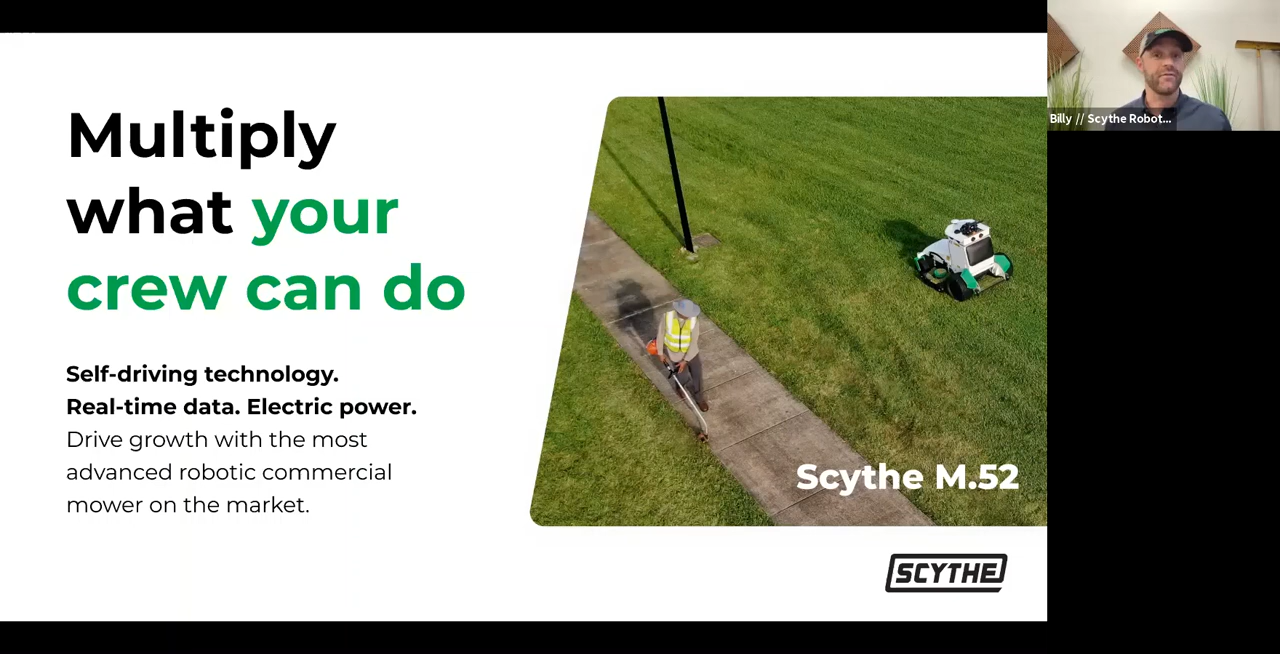 Multiply
what your
crew can do
Self-driving technology.
Real-time data. Electric power.
Drive growth with the most
advanced robotic commercial
mower on the market.
Scythe M.52
SCYTHE
Billy // Scythe Robot...